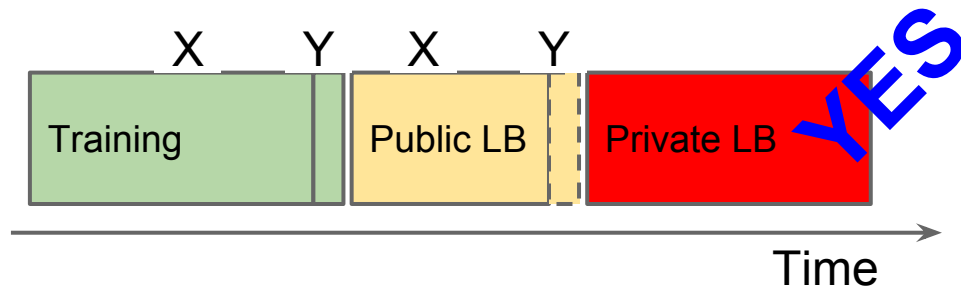 X Y X Y
YES
Training Public LB Private LB
Time